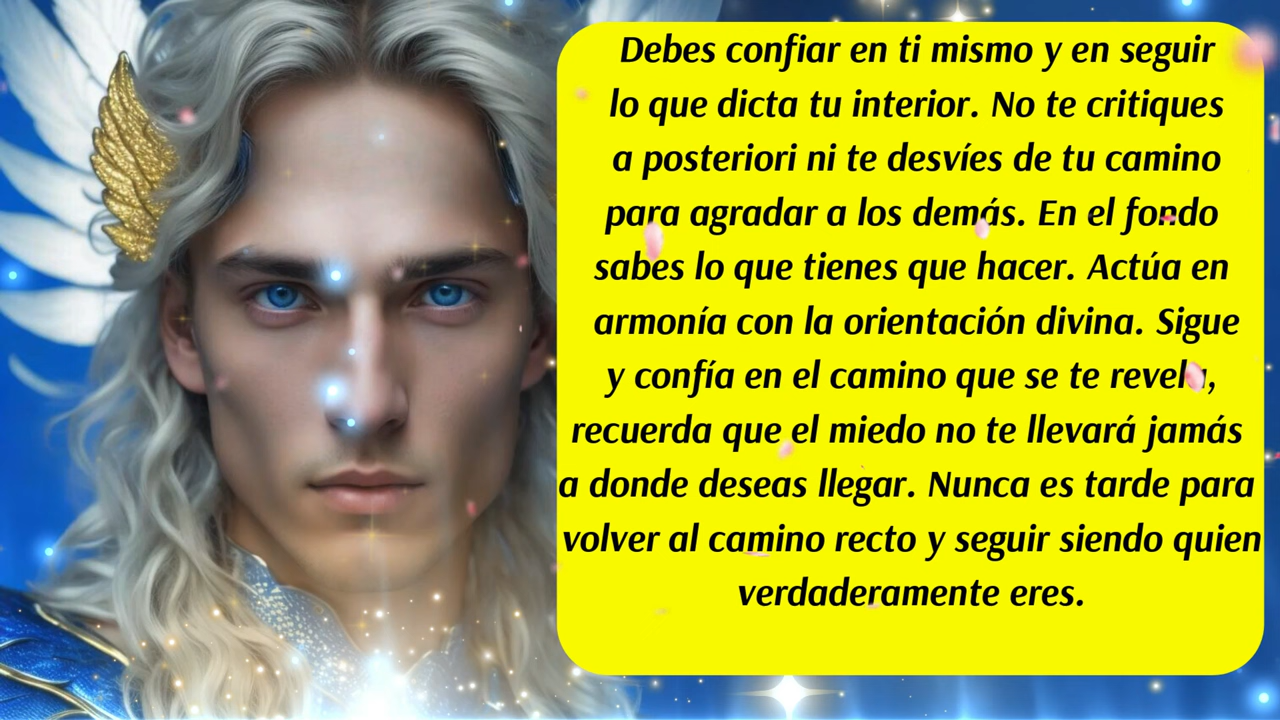 Debes confiar en ti mismo y en seguir
lo que dicta tu interior. No te critiques
a posteriori ni te desvíes de tu camino
para agradar a los demás. En el fondo
sabes lo que tienes que hacer. Actúa en
armonía con la orientación divina. Sigue
y confía en el camino que se te revela,
recuerda que el miedo no te llevará jamás
a donde deseas llegar. Nunca es tarde para
volver al camino recto y seguir siendo quien
verdaderamente eres.